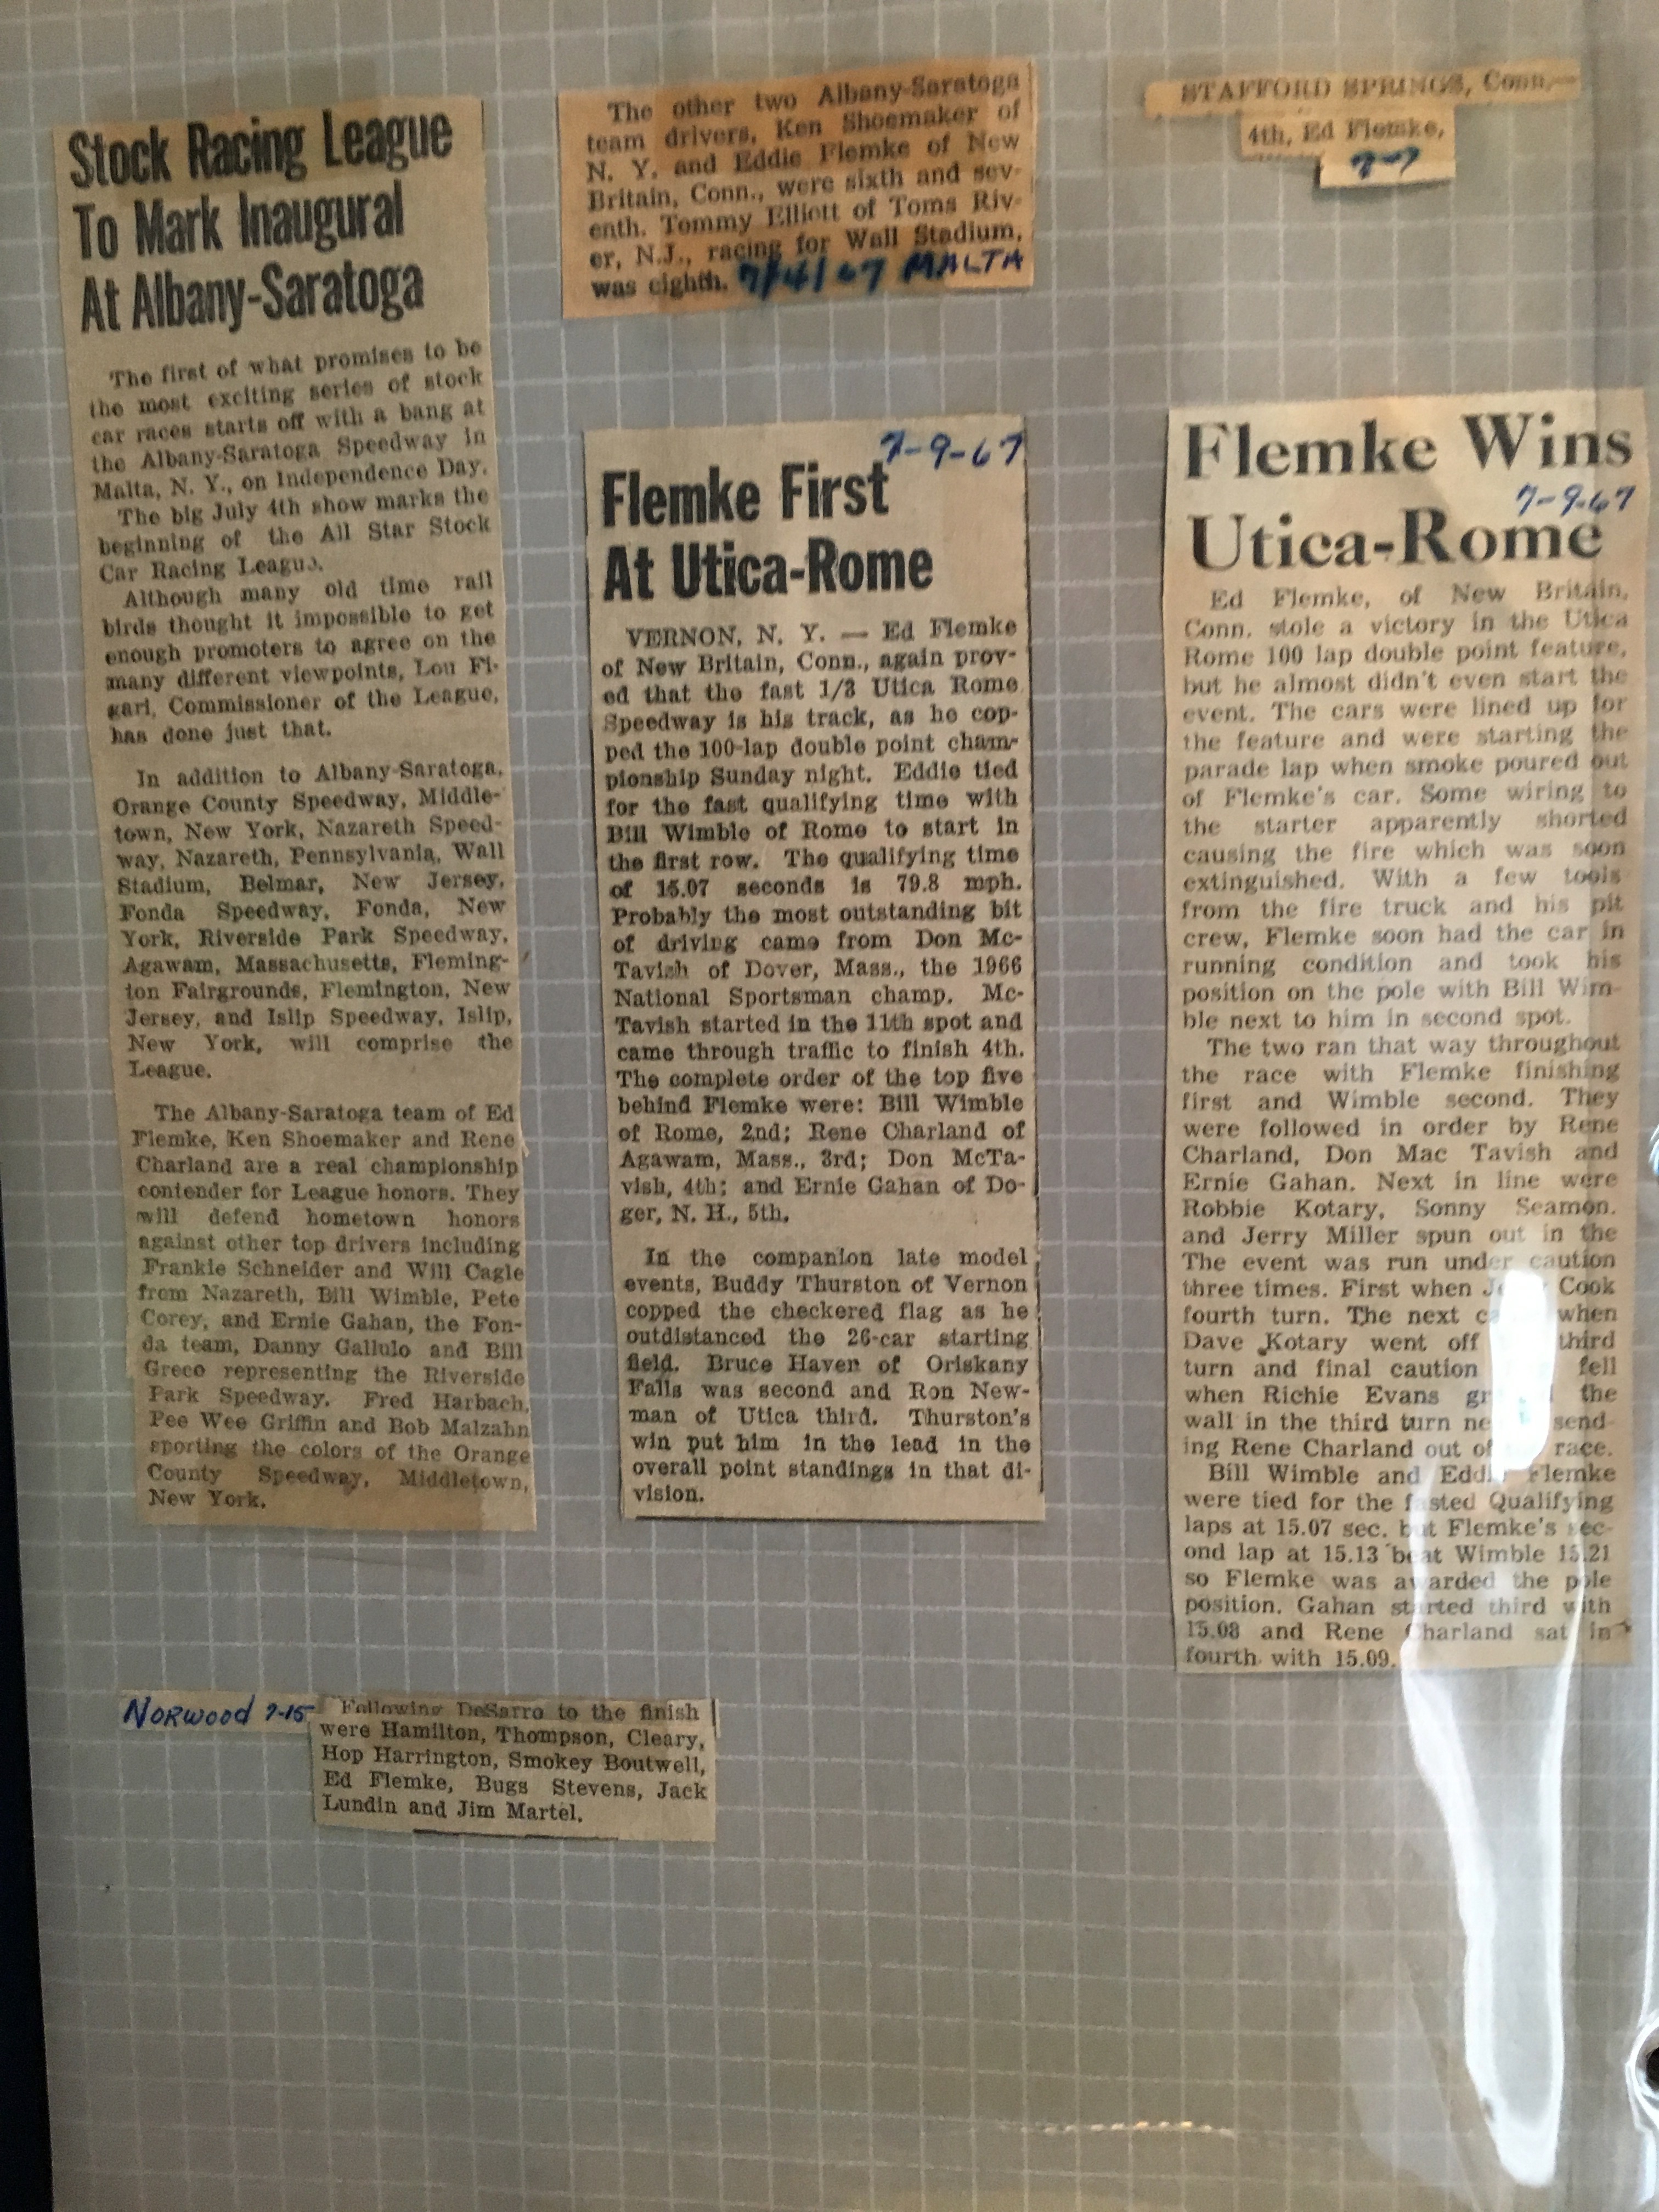 Stock Racing League
To Mark Inaugural
At Albany-Saratoga
The first of what promises to be
the most exciting series of stock
car races starts off with a bang at
the Albany-Saratoga Speedway in
Malta, N. Y., on Independence Day.
The big July 4th show marks the
beginning of the All Star Stock
Car Racing League.
Although many old time rail
birds thought it impossible to get
enough promoters to agree on the
many different viewpoints, Lou Fi-
gari, Commissioner of the League,
has done just that.
In addition to Albany-Saratoga,
Orange County Speedway, Middle-
town, New York, Nazareth Speed-
way, Nazareth, Pennsylvania, Wall
Stadium, Belmar, New Jersey,
Fonda Speedway, Fonda, New
York, Riverside Park Speedway,
Agawam, Massachusetts, Fleming-
ton Fairgrounds, Flemington, New
Jersey, and Islip Speedway, Islip,
New York, will comprise the
League.
The Albany-Saratoga team of Ed
Flemke, Ken Shoemaker and Rene
Charland are a real championship
contender for League honors. They
will defend hometown honors
against other top drivers including
Frankie Schneider and Will Cagle
from Nazareth, Bill Wimble, Pete
Corey, and Ernie Gahan, the Fon-
da team, Danny Gallulo and Bill
Greco representing the Riverside
Park Speedway. Fred Harbach,
Pee Wee Griffin and Bob Malzahn
sporting the colors of the Orange
County Speedway, Middletown,
New York.
The other two Albany-Saratoga
team drivers, Ken Shoemaker of
N. Y. and Eddie Flemke of New
Britain, Conn., were sixth and sev-
enth. Tommy Elliott of Toms Riv-
er, N.J., racing for Wall Stadium,
was eighth. 7/4/67 MALTA
STAFFORD SPRINGS, Conn.—
4th, Ed Flemke,
7-7
7-9-67
Flemke First
At Utica-Rome
VERNON, N. Y. — Ed Flemke
of New Britain, Conn., again prov-
ed that the fast 1/3 Utica Rome
Speedway is his track, as he cop-
ped the 100-lap double point cham-
pionship Sunday night. Eddie tied
for the fast qualifying time with
Bill Wimble of Rome to start in
the first row. The qualifying time
of 15.07 seconds is 79.8 mph.
Probably the most outstanding bit
of driving came from Don Mc-
Tavish of Dover, Mass., the 1966
National Sportsman champ. Mc-
Tavish started in the 11th spot and
came through traffic to finish 4th.
The complete order of the top five
behind Flemke were: Bill Wimble
of Rome, 2nd; Rene Charland of
Agawam, Mass., 3rd; Don McTa-
vish, 4th; and Ernie Gahan of Do-
ger, N. H., 5th.
In the companion late model
events, Buddy Thurston of Vernon
copped the checkered flag as he
outdistanced the 26-car starting
field. Bruce Haven of Oriskany
Falls was second and Ron New-
man of Utica third. Thurston's
win put him in the lead in the
overall point standings in that di-
vision.
Flemke Wins
7-9-67
Utica-Rome
Ed Flemke, of New Britain,
Conn. stole a victory in the Utica
Rome 100 lap double point feature,
but he almost didn't even start the
event. The cars were lined up for
the feature and were starting the
parade lap when smoke poured out
of Flemke's car. Some wiring to
the starter apparently shorted
causing the fire which was soon
extinguished. With a few tools
from the fire truck and his pit
crew, Flemke soon had the car in
running condition and took his
position on the pole with Bill Wim-
ble next to him in second spot.
The two ran that way throughout
the race with Flemke finishing
first and Wimble second. They
were followed in order by Rene
Charland, Don Mac Tavish and
Ernie Gahan. Next in line were
Robbie Kotary, Sonny Seamon.
and Jerry Miller spun out in the
The event was run under caution
three times. First when Cook
fourth turn. The next when
Dave Kotary went off third
turn and final caution fell
when Richie Evans the
wall in the third turn send-
ing Rene Charland out of race.
Bill Wimble and Eddie Flemke
were tied for the fasted Qualifying
laps at 15.07 sec. but Flemke's sec-
ond lap at 15.13 beat Wimble 15.21
so Flemke was awarded the pole
position. Gahan started third with
15.08 and Rene Charland sat in
fourth with 15.09.
NORWOOD 7-15
Following DeSarro to the finish
were Hamilton, Thompson, Cleary,
Hop Harrington, Smokey Boutwell,
Ed Flemke, Bugs Stevens, Jack
Lundin and Jim Martel.